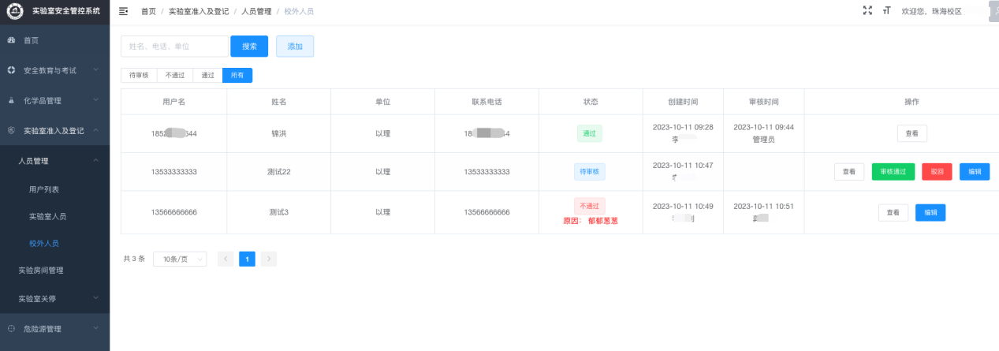 实验室安全管控系统
首页 / 实验室准入及登记 / 人员管理 / 校外人员
欢迎您, 珠海校区
首页
安全教育与考试
化学品管理
实验室准入及登记
人员管理
用户列表
实验室人员
校外人员
实验房间管理
实验室关停
危险源管理
姓名、电话、单位
搜索
添加
待审核 不通过 通过 所有
用户名 姓名 单位 联系电话 状态 创建时间 审核时间 操作
锦洪 以理 通过 2023-10-11 09:28 2023-10-11 09:44 管理员 查看
13533333333 测试22 以理 13533333333 待审核 2023-10-11 10:47 查看 审核通过 驳回 编辑
13566666666 测试3 以理 13566666666 不通过 2023-10-11 10:49 2023-10-11 10:51 查看 编辑
原因: 郁郁葱葱
共 3 条 10条/页 1